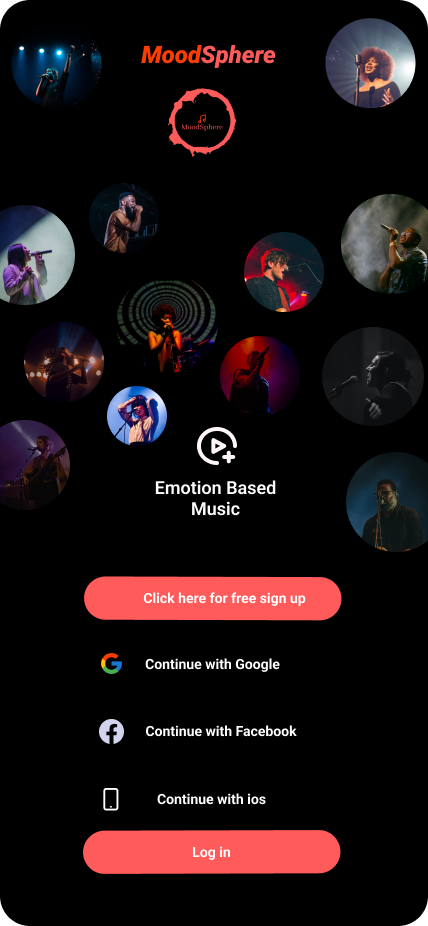 MoodSphere
MoodSphere
Emotion Based
Music
Click here for free sign up
Continue with Google
Continue with Facebook
Continue with ios
Log in